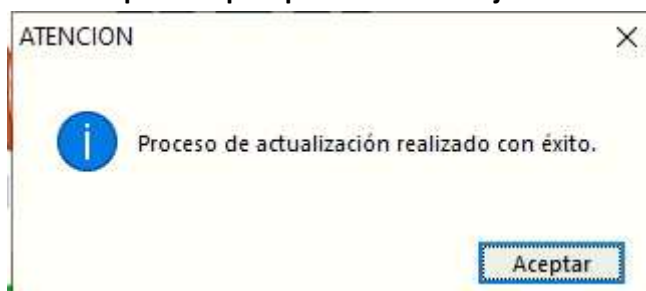 ATENCION
Proceso de actualización realizado con éxito.
Aceptar